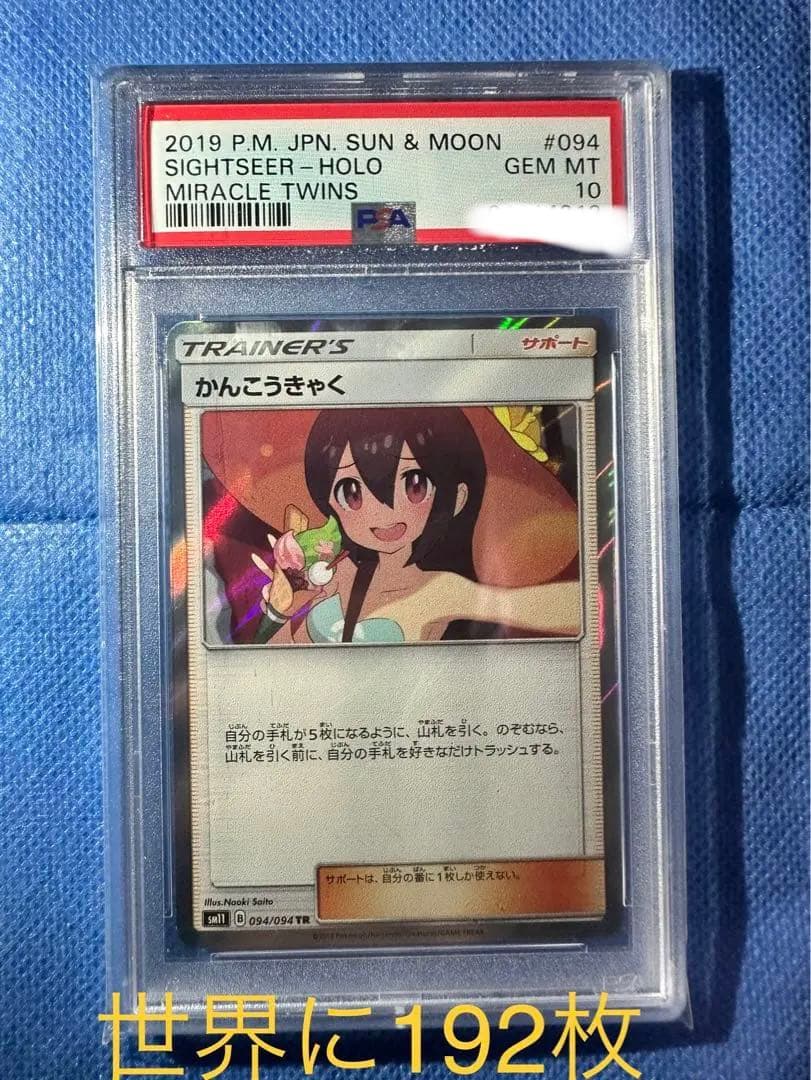 2019 P.M. JPN. SUN & MOON #094
SIGHTSEER - HOLO GEM MT
MIRACLE TWINS 10
PSA
TRAINER'S サポート
かんこうきゃく
自分の手札が5枚になるように、山札を引く。のぞむなら、
山札を引く前に、自分の手札を好きなだけトラッシュする。
サポートは、自分の番に1枚しか使えない。
Illus.Naoki Saito
SM11 B 094/094 TR
世界に192枚